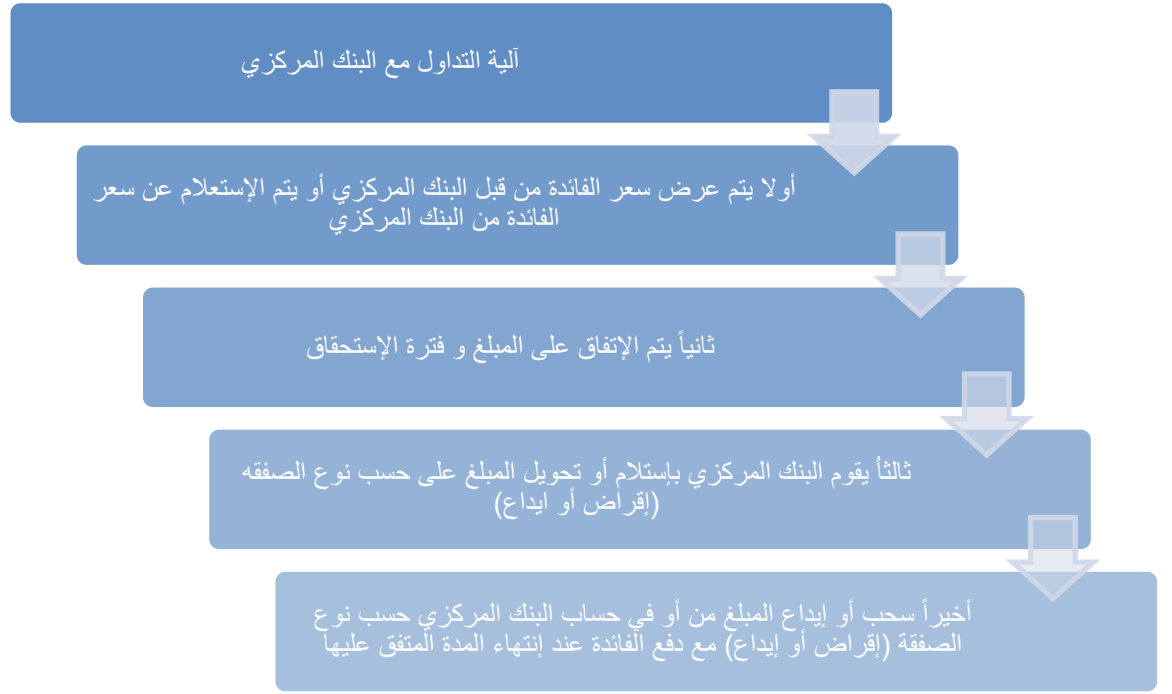 آلية التداول مع البنك المركزي
أولا يتم عرض سعر الفائدة من قبل البنك المركزي أو يتم الإستعلام عن سعر
الفائدة من البنك المركزي
ثانياً يتم الإتفاق على المبلغ و فترة الإستحقاق
ثالثاُ يقوم البنك المركزي بإستلام أو تحويل المبلغ على حسب نوع الصفقه
(إقراض أو ايداع)
أخيراً سحب أو إيداع المبلغ من أو في حساب البنك المركزي حسب نوع
الصفقة (إقراض أو إيداع) مع دفع الفائدة عند إنتهاء المدة المتفق عليها